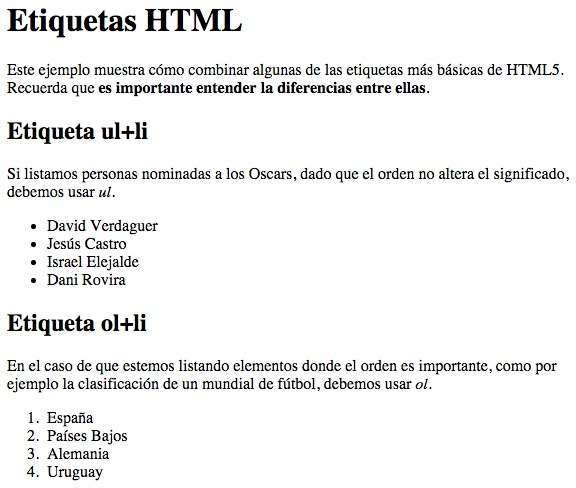 Etiquetas HTML
Este ejemplo muestra cómo combinar algunas de las etiquetas más básicas de HTML5.
Recuerda que es importante entender la diferencias entre ellas.
Etiqueta ul+li
Si listamos personas nominadas a los Oscars, dado que el orden no altera el significado,
debemos usar ul.
• David Verdaguer
• Jesús Castro
• Israel Elejalde
• Dani Rovira
Etiqueta ol+li
En el caso de que estemos listando elementos donde el orden es importante, como por
ejemplo la clasificación de un mundial de fútbol, debemos usar ol.
1. España
2. Países Bajos
3. Alemania
4. Uruguay